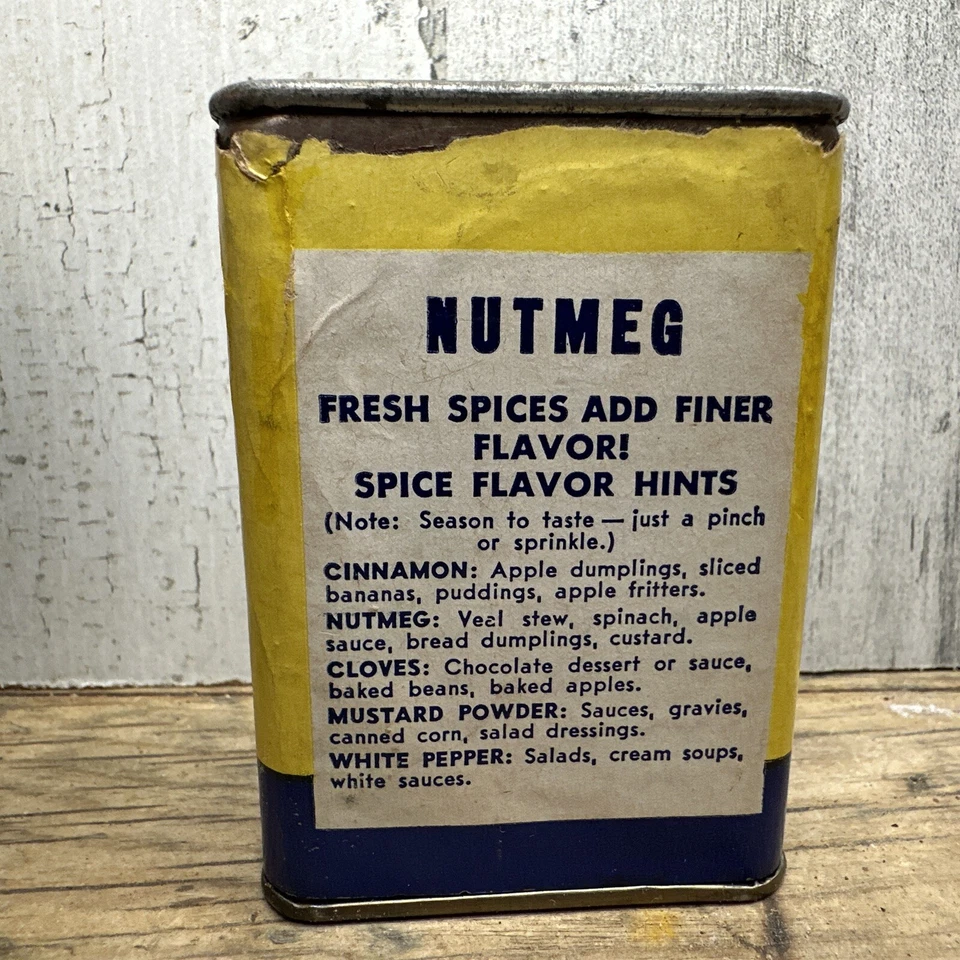 NUTMEG
FRESH SPICES ADD FINER
FLAVOR!
SPICE FLAVOR HINTS
(Note: Season to taste — just a pinch
or sprinkle.)
CINNAMON: Apple dumplings, sliced
bananas, puddings, apple fritters.
NUTMEG: Veal stew, spinach, apple
sauce, bread dumplings, custard.
CLOVES: Chocolate dessert or sauce,
baked beans, baked apples.
MUSTARD POWDER: Sauces, gravies,
canned corn, salad dressings.
WHITE PEPPER: Salads, cream soups,
white sauces.